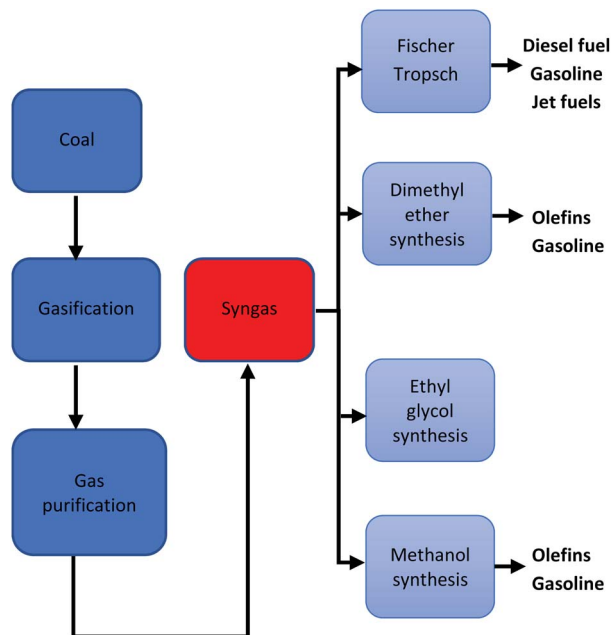 Coal
Gasification
Gas
purification
Syngas
Fischer
Tropsch
Diesel fuel
Gasoline
Jet fuels
Dimethyl
ether
synthesis
Olefins
Gasoline
Ethyl
glycol
synthesis
Methanol
synthesis
Olefins
Gasoline